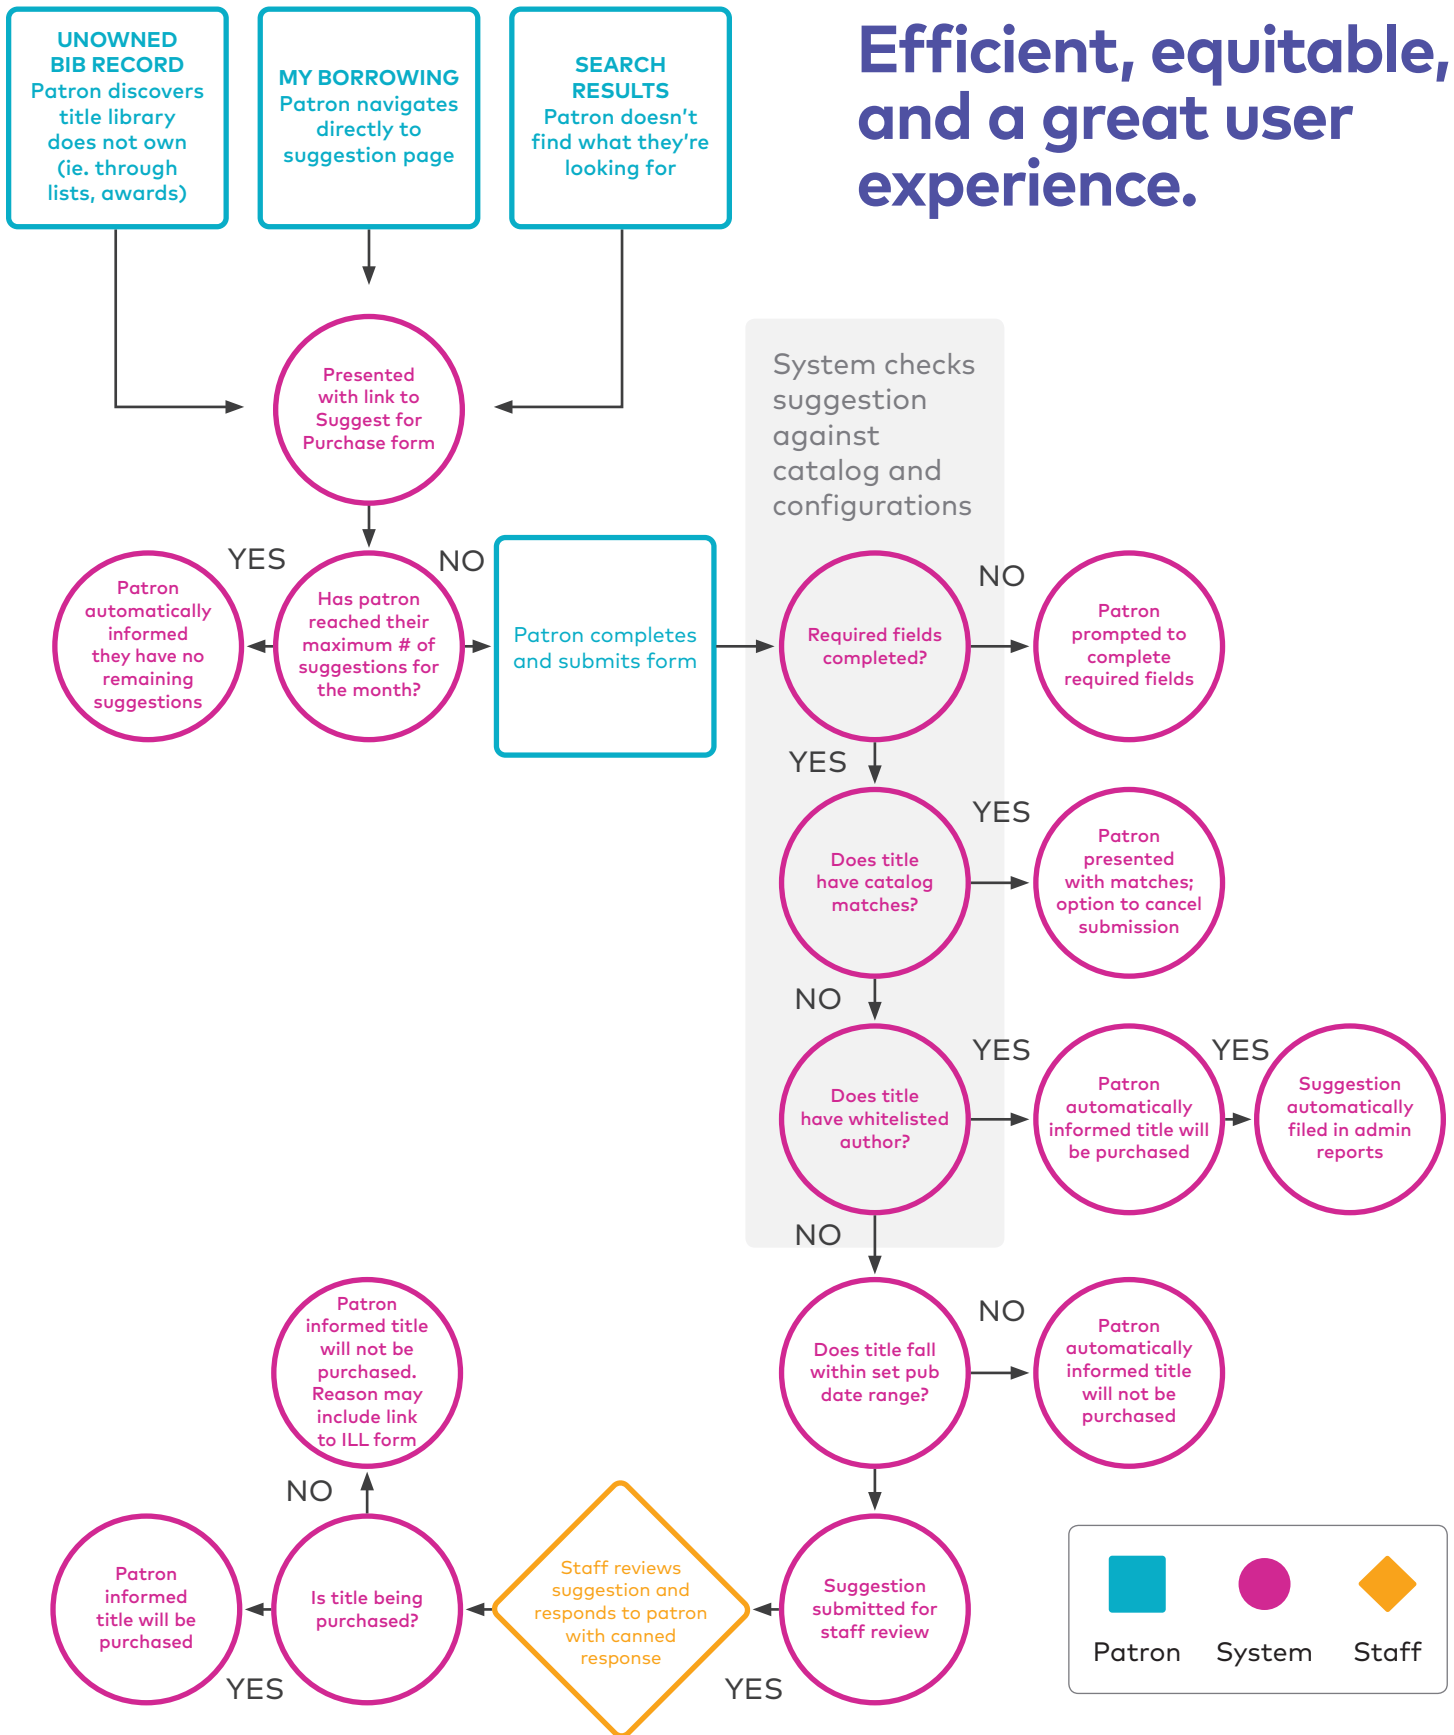 Efficient, equitable,
and a great user
experience.
UNOWNED
BIB RECORD
Patron discovers
title library
does not own
(ie. through
lists, awards)
MY BORROWING
Patron navigates
directly to
suggestion page
SEARCH
RESULTS
Patron doesn't
find what they're
looking for
Presented
with link to
Suggest for
Purchase form
System checks
suggestion
against
catalog and
configurations
YES
NO
Patron
automatically
informed
they have no
remaining
suggestions
Has patron
reached their
maximum # of
suggestions for
the month?
Patron completes
and submits form
Required fields
completed?
NO
Patron
prompted to
complete
required fields
YES
Does title
have catalog
matches?
YES
Patron
presented
with matches;
option to cancel
submission
NO
Does title
have whitelisted
author?
YES
Patron
automatically
informed title will
be purchased
YES
Suggestion
automatically
filed in admin
reports
NO
Does title fall
within set pub
date range?
NO
Patron
automatically
informed title
will not be
purchased
Suggestion
submitted for
staff review
YES
Staff reviews
suggestion and
responds to patron
with canned
response
Is title being
purchased?
NO
Patron
informed title
will not be
purchased.
Reason may
include link
to ILL form
YES
Patron
informed
title will be
purchased
Patron
System
Staff